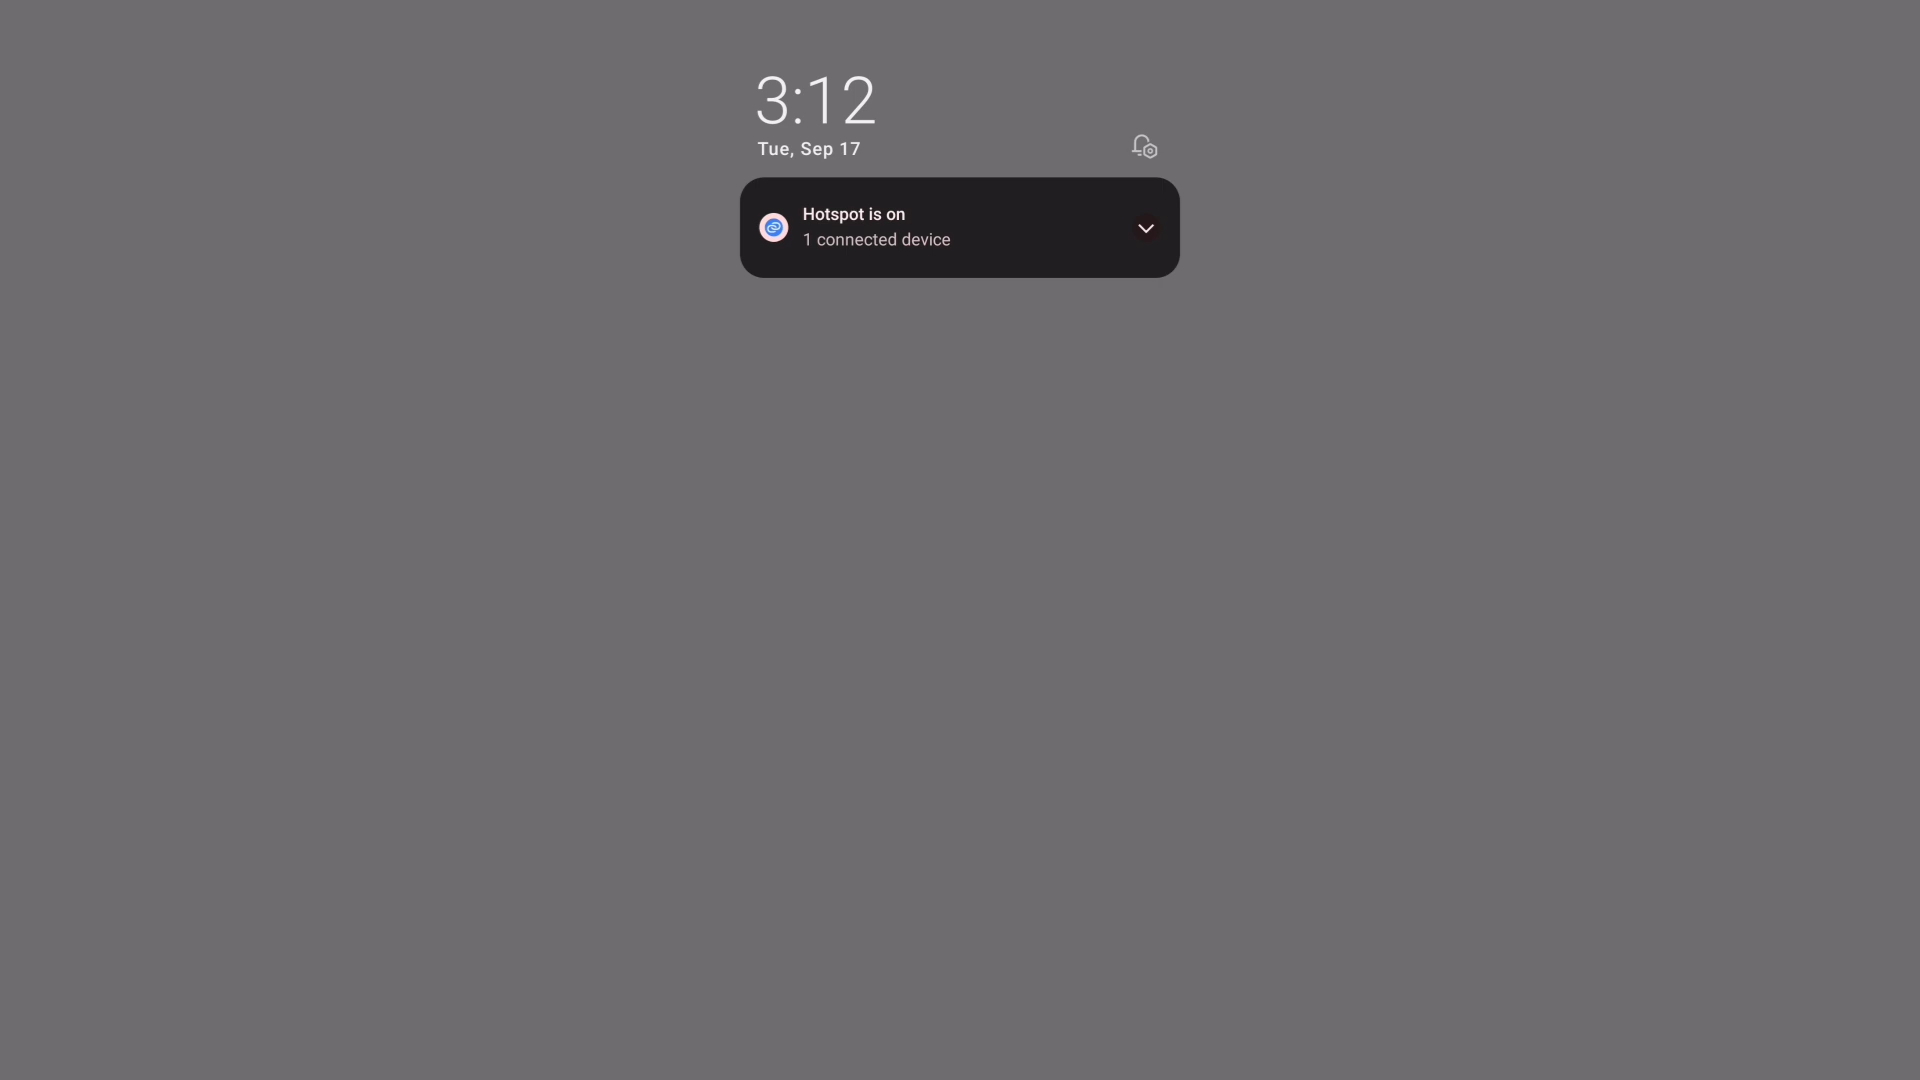 3:12
Tue, Sep 17
Hotspot is on
1 connected device